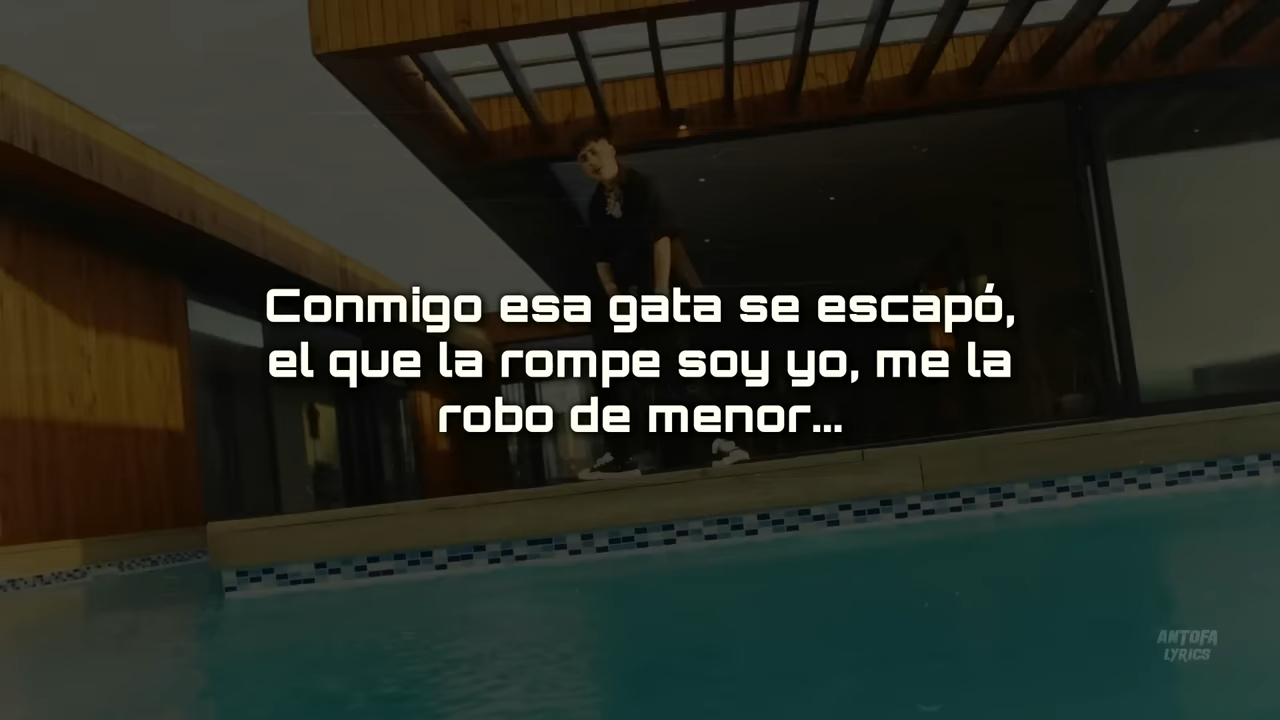 Conmigo esa gata se escapó,
el que la rompe soy yo, me la
robo de menor...
ANTOFA
LYRICS